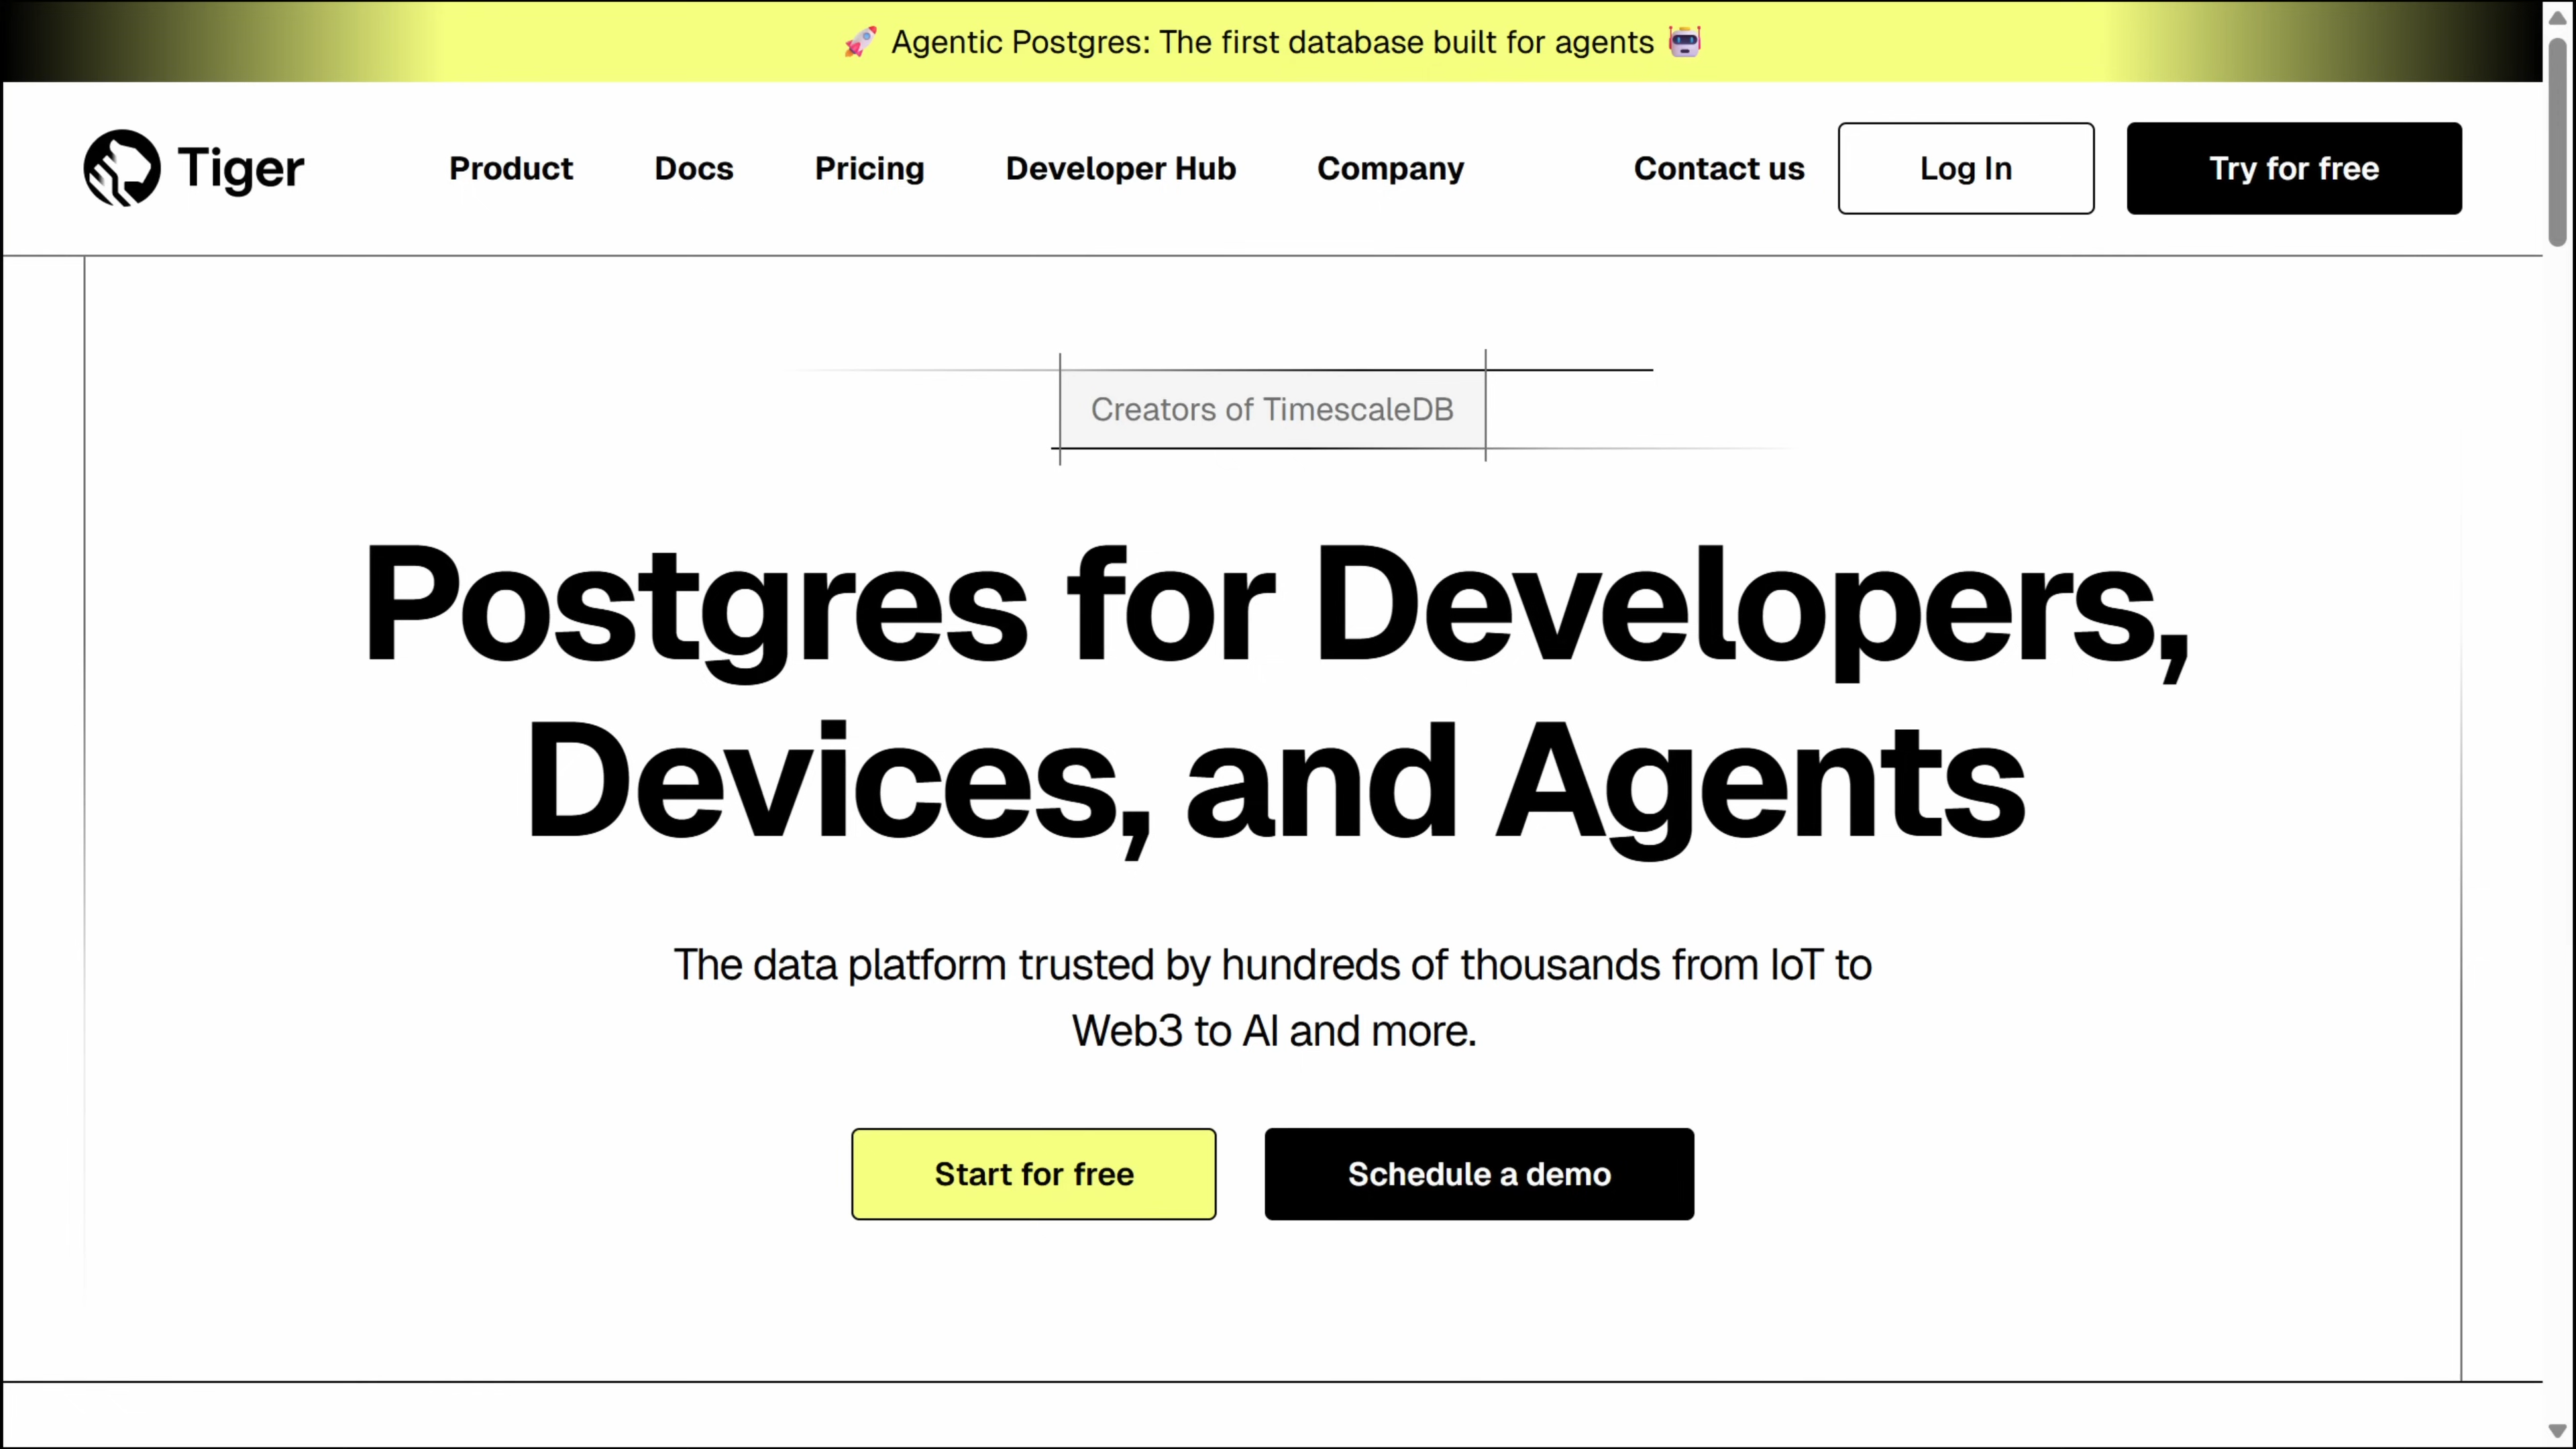 🚀 Agentic Postgres: The first database built for agents 🤖
Tiger
Product
Docs
Pricing
Developer Hub
Company
Contact us
Log In
Try for free
Creators of TimescaleDB
Postgres for Developers,
Devices, and Agents
The data platform trusted by hundreds of thousands from IoT to
Web3 to AI and more.
Start for free
Schedule a demo